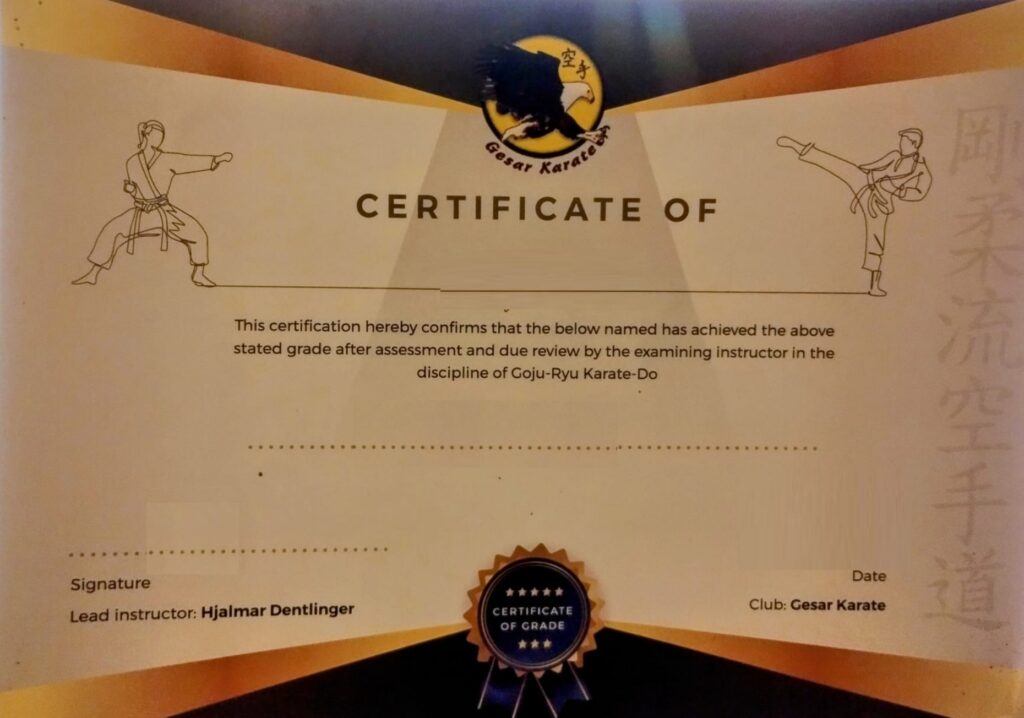 空手
Gesar Karate
CERTIFICATE OF
This certification hereby confirms that the below named has achieved the above
stated grade after assessment and due review by the examining instructor in the
discipline of Goju-Ryu Karate-Do
剛柔流空手道
Signature
Lead instructor: Hjalmar Dentlinger
CERTIFICATE
OF GRADE
Date
Club: Gesar Karate